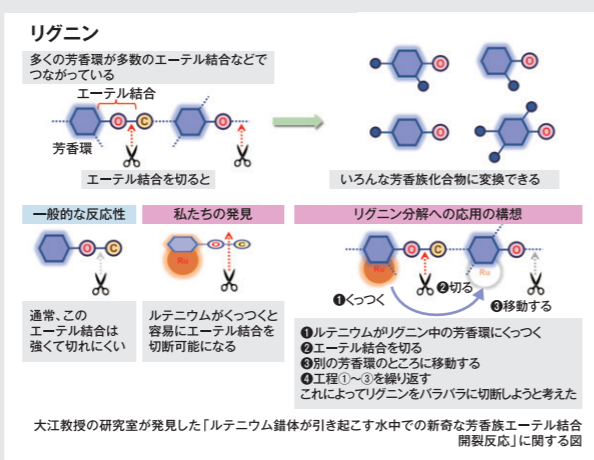 リグニン
多くの芳香環が多数のエーテル結合などで
つながっている
エーテル結合
O
C
O
芳香環
エーテル結合を切ると
O
O
O
O
いろんな芳香族化合物に変換できる
一般的な反応性
O
C
通常、この
エーテル結合は
強くて切れにくい
私たちの発見
Ru
O
C
ルテニウムがくっつくと
容易にエーテル結合を
切断可能になる
リグニン分解への応用の構想
O
C
O
Ru
Ru
❶くっつく
❷切る
❸移動する
❶ルテニウムがリグニン中の芳香環にくっつく
❷エーテル結合を切る
❸別の芳香環のところに移動する
❹工程①〜③を繰り返す
これによってリグニンをバラバラに切断しようと考えた
大江教授の研究室が発見した「ルテニウム錯体が引き起こす水中での新奇な芳香族エーテル結合
開裂反応」に関する図